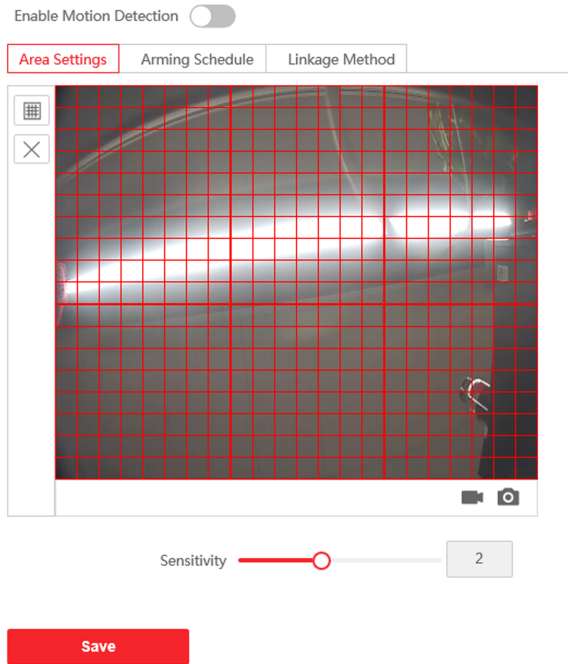 Enable Motion Detection
Area Settings Arming Schedule Linkage Method
Sensitivity 2
Save